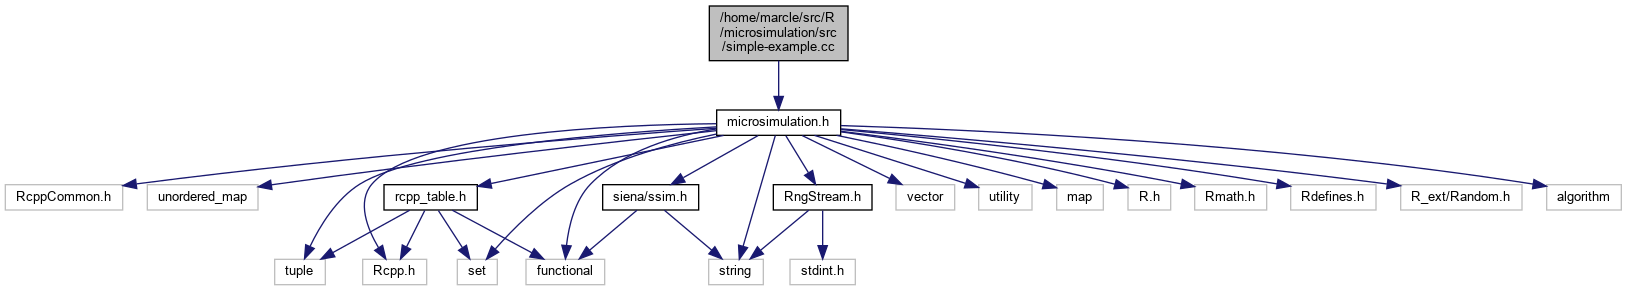 /home/marcle/src/R
/microsimulation/src
/simple-example.cc
microsimulation.h
RcppCommon.h
unordered_map
rcpp_table.h
siena/ssim.h
RngStream.h
vector
utility
map
R.h
Rmath.h
Rdefines.h
R_ext/Random.h
algorithm
tuple
Rcpp.h
set
functional
string
stdint.h